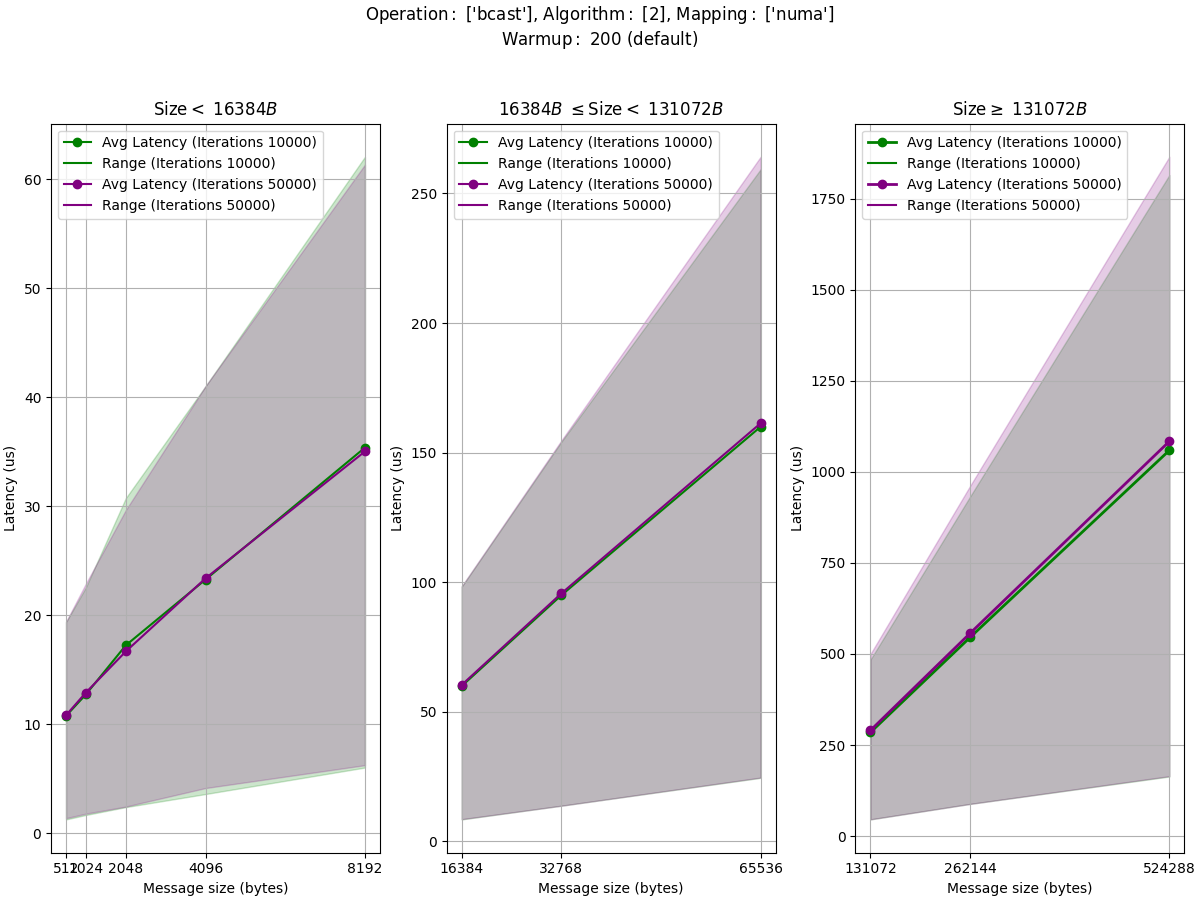 Operation: ['bcast'], Algorithm: [2], Mapping: ['numa']
Warmup: 200 (default)
Size < 16384B
Avg Latency (Iterations 10000)
Range (Iterations 10000)
Avg Latency (Iterations 50000)
Range (Iterations 50000)
60
50
40
30
20
10
0
Latency (us)
512 1024 2048 4096 8192
Message size (bytes)
16384B ≤ Size < 131072B
Avg Latency (Iterations 10000)
Range (Iterations 10000)
Avg Latency (Iterations 50000)
Range (Iterations 50000)
250
200
150
100
50
0
Latency (us)
16384 32768 65536
Message size (bytes)
Size ≥ 131072B
Avg Latency (Iterations 10000)
Range (Iterations 10000)
Avg Latency (Iterations 50000)
Range (Iterations 50000)
1750
1500
1250
1000
750
500
250
0
Latency (us)
131072 262144 524288
Message size (bytes)